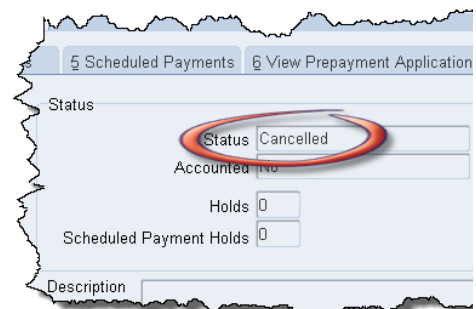 5 Scheduled Payments 6 View Prepayment Application
Status
Status Cancelled
Accounted No
Holds 0
Scheduled Payment Holds 0
Description